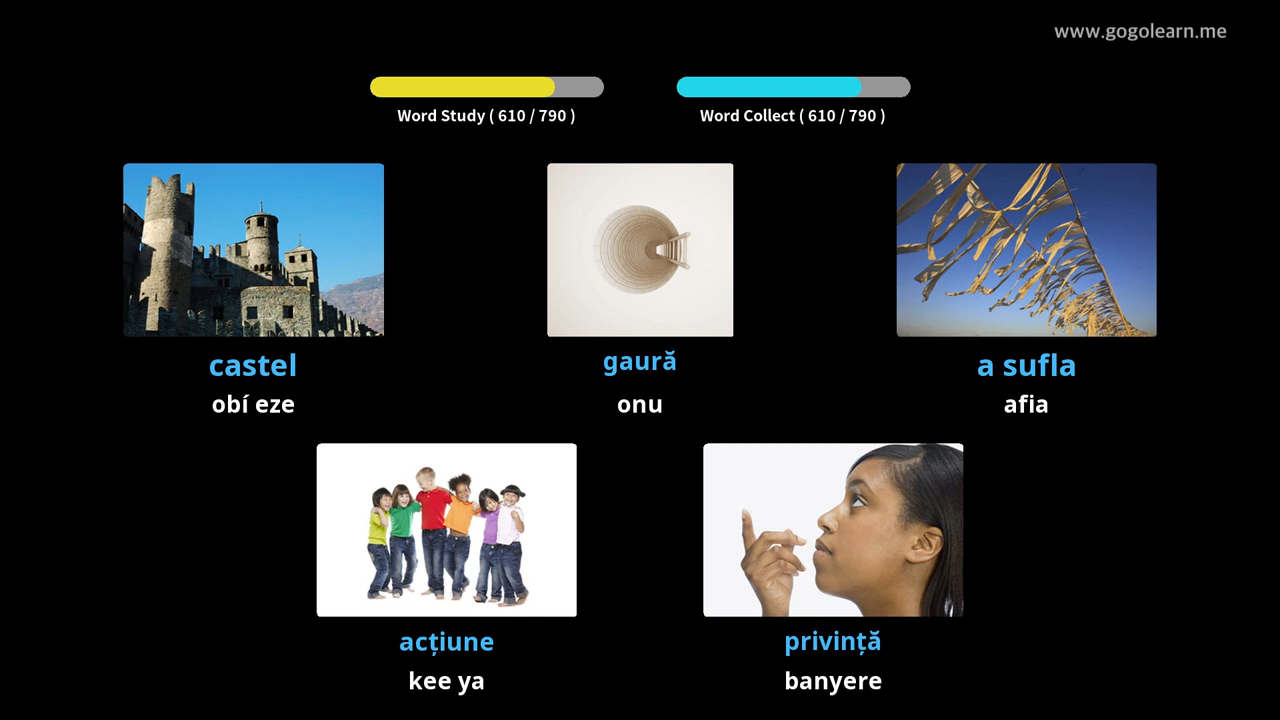 www.gogolearn.me
Word Study ( 610 / 790 )
Word Collect ( 610 / 790 )
castel
obí eze
gaură
onu
a sufla
afia
acțiune
kee ya
privință
banyere